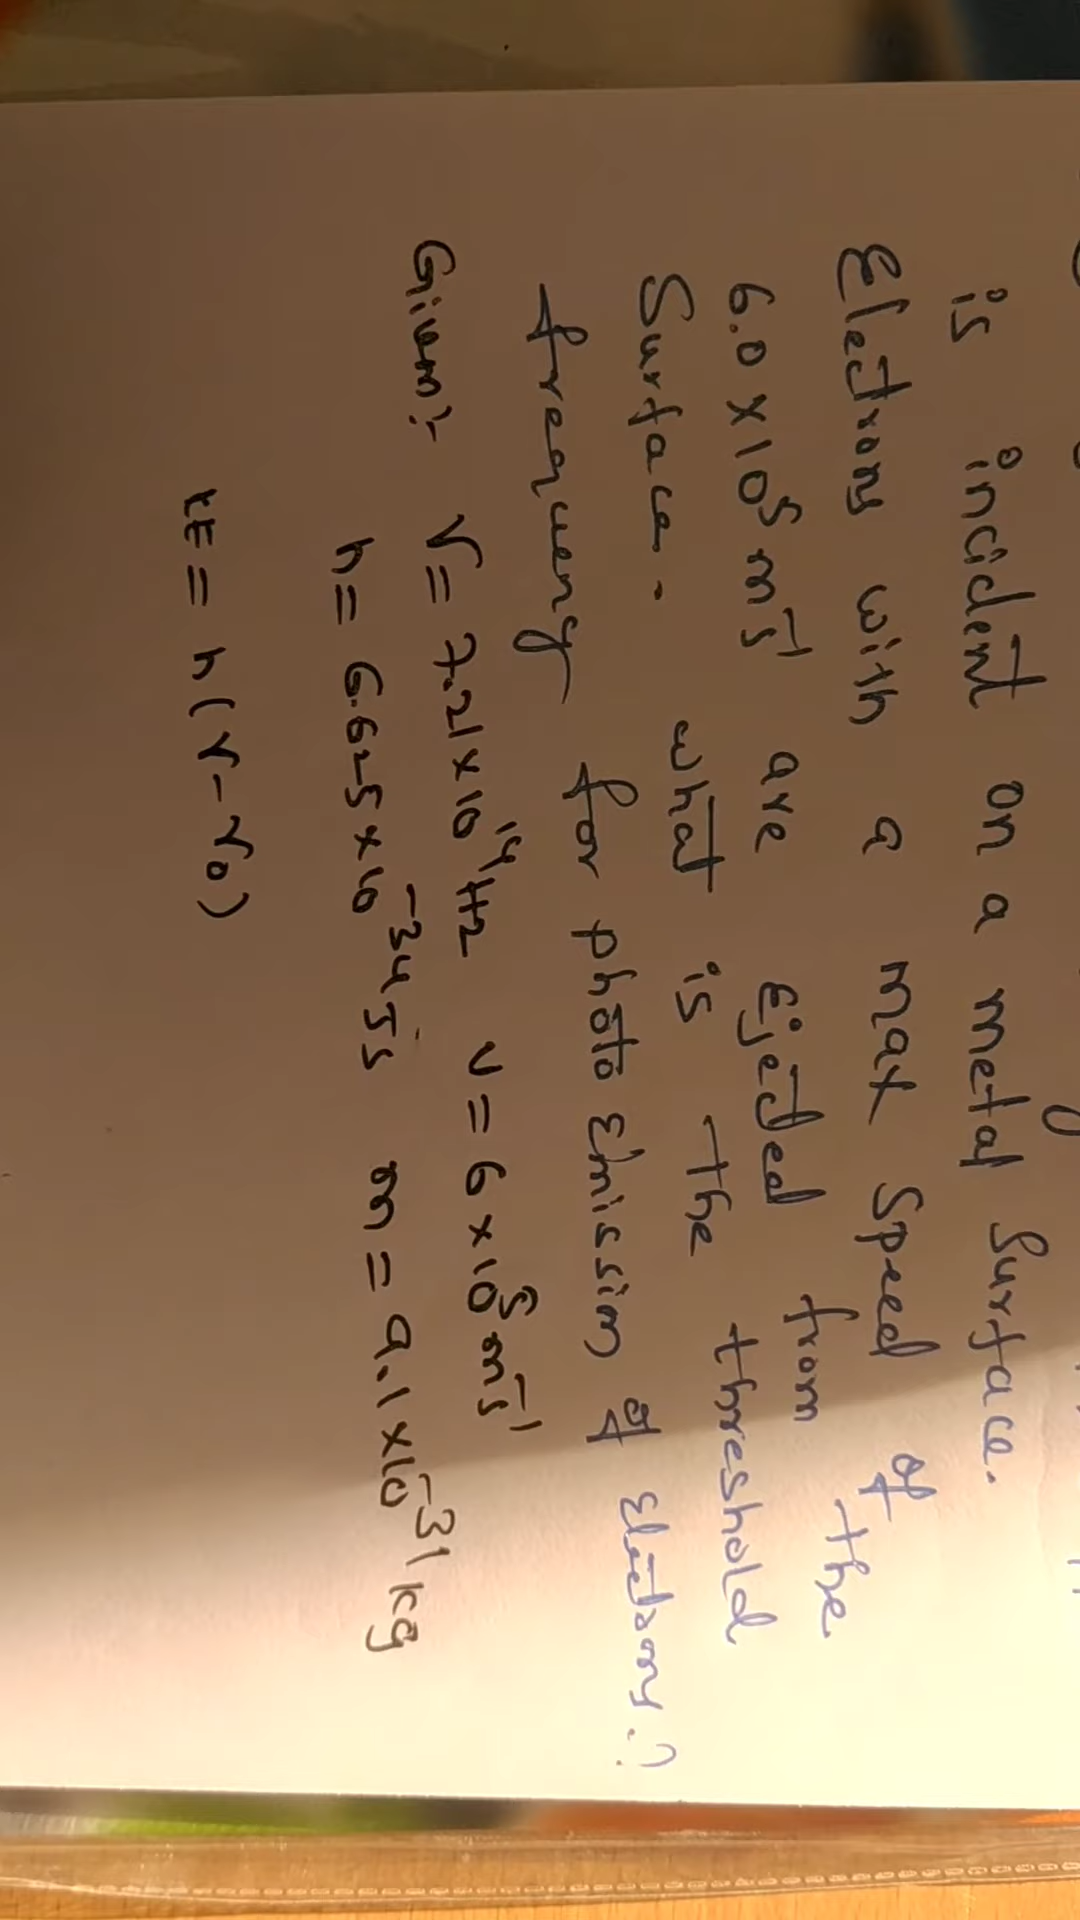 is incident on a metal surface.
Electrons with a max speed of
6.0 × 10⁵ ms⁻¹ are ejected from the
Surface. what is the threshold
frequency for photo Emission of Electrons.?
Given:- ν = 7.21 × 10¹⁴ Hz v = 6 × 10⁵ ms⁻¹
h = 6.625 × 10⁻³⁴ Js m = 9.1 × 10⁻³¹ kg
KE = h(ν - ν₀)